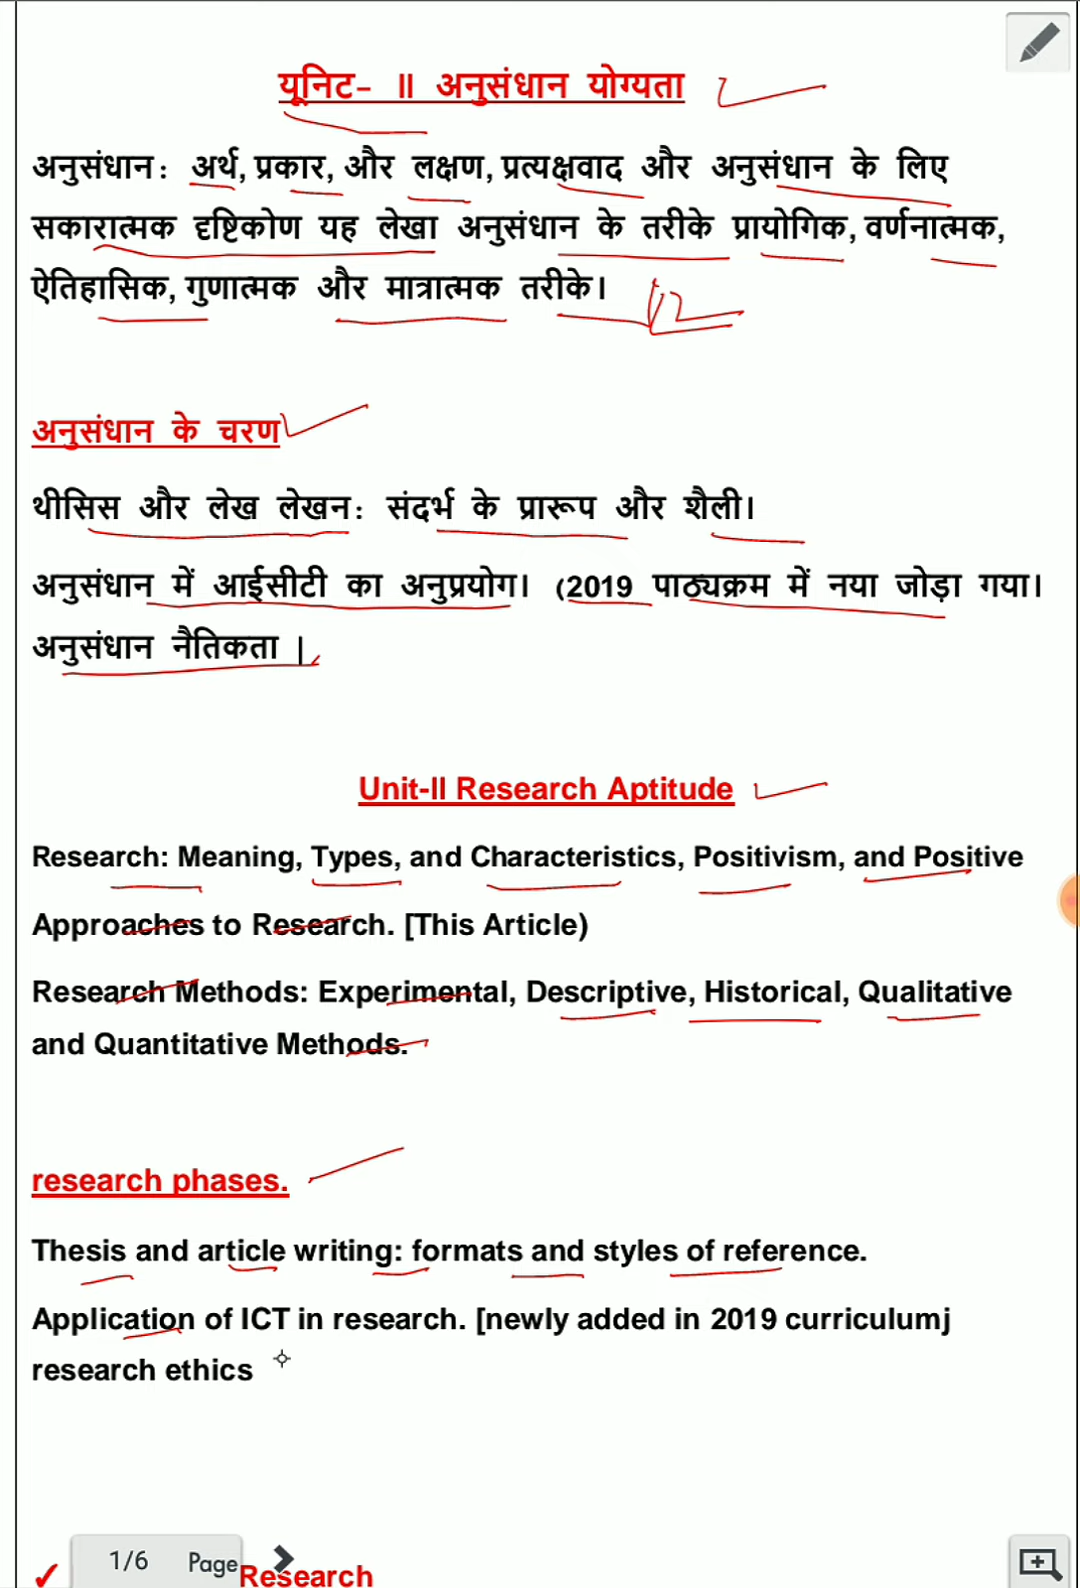 यूनिट- II अनुसंधान योग्यता
अनुसंधान: अर्थ, प्रकार, और लक्षण, प्रत्यक्षवाद और अनुसंधान के लिए
सकारात्मक दृष्टिकोण यह लेखा अनुसंधान के तरीके प्रायोगिक, वर्णनात्मक,
ऐतिहासिक, गुणात्मक और मात्रात्मक तरीके।
अनुसंधान के चरण
थीसिस और लेख लेखन: संदर्भ के प्रारूप और शैली।
अनुसंधान में आईसीटी का अनुप्रयोग। (2019 पाठ्यक्रम में नया जोड़ा गया।
अनुसंधान नैतिकता |
Unit-II Research Aptitude
Research: Meaning, Types, and Characteristics, Positivism, and Positive
Approaches to Research. [This Article)
Research Methods: Experimental, Descriptive, Historical, Qualitative
and Quantitative Methods.
research phases.
Thesis and article writing: formats and styles of reference.
Application of ICT in research. [newly added in 2019 curriculumj
research ethics
1/6 Page
Research